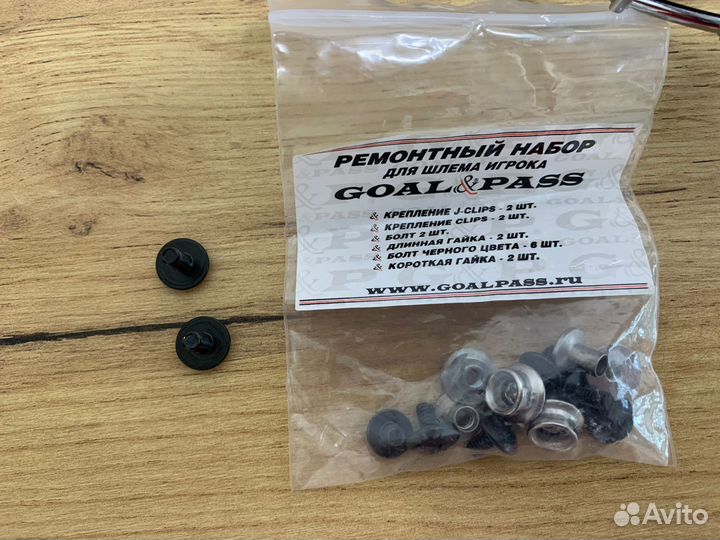 РЕМОНТНЫЙ НАБОР
ДЛЯ ШЛЕМА ИГРОКА
GOAL&PASS
& КРЕПЛЕНИЕ J-CLIPS - 2 ШТ.
& КРЕПЛЕНИЕ CLIPS - 2 ШТ.
& БОЛТ 2 ШТ.
& ДЛИННАЯ ГАЙКА - 2 ШТ.
& БОЛТ ЧЕРНОГО ЦВЕТА - 6 ШТ.
& КОРОТКАЯ ГАЙКА - 2 ШТ.
WWW.GOALPASS.ru
Avito